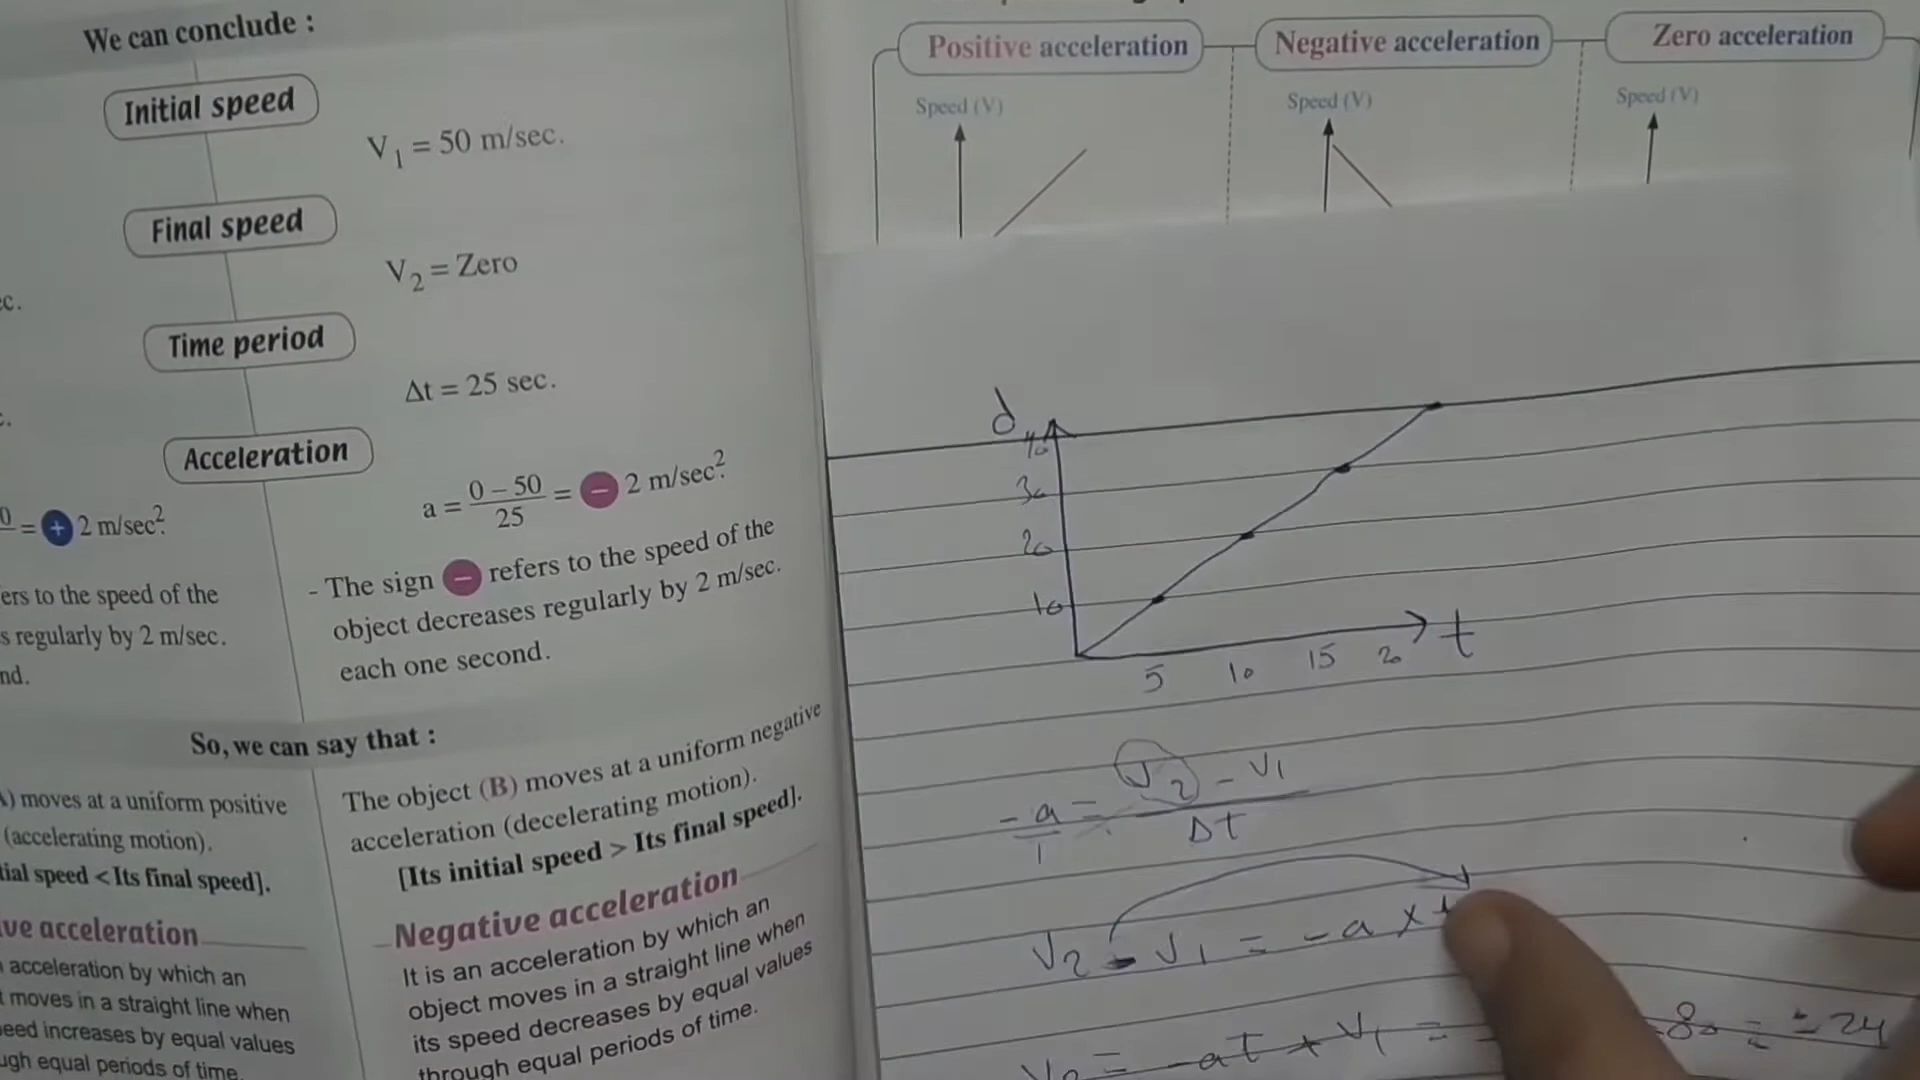 We can conclude :
Initial speed
V1 = 50 m/sec.
Final speed
V2 = Zero
Time period
Δt = 25 sec.
Acceleration
a = 0 – 50 / 25 = – 2 m/sec².
- The sign – refers to the speed of the
object decreases regularly by 2 m/sec.
each one second.
c.
0 = + 2 m/sec².
ers to the speed of the
s regularly by 2 m/sec.
nd.
So, we can say that :
) moves at a uniform positive
(accelerating motion).
tial speed < Its final speed].
ve acceleration
acceleration by which an
t moves in a straight line when
eed increases by equal values
ugh equal periods of time.
The object (B) moves at a uniform negative
acceleration (decelerating motion).
[Its initial speed > Its final speed].
Negative acceleration
It is an acceleration by which an
object moves in a straight line when
its speed decreases by equal values
through equal periods of time.
Positive acceleration
Negative acceleration
Zero acceleration
Speed (V)
Speed (V)
Speed (V)
d
40
30
20
10
5 10 15 20 t
-a / 1 = V2 - V1 / Δt
V2 - V1 = -a x t
V2 = -at + V1 =
80 =
24